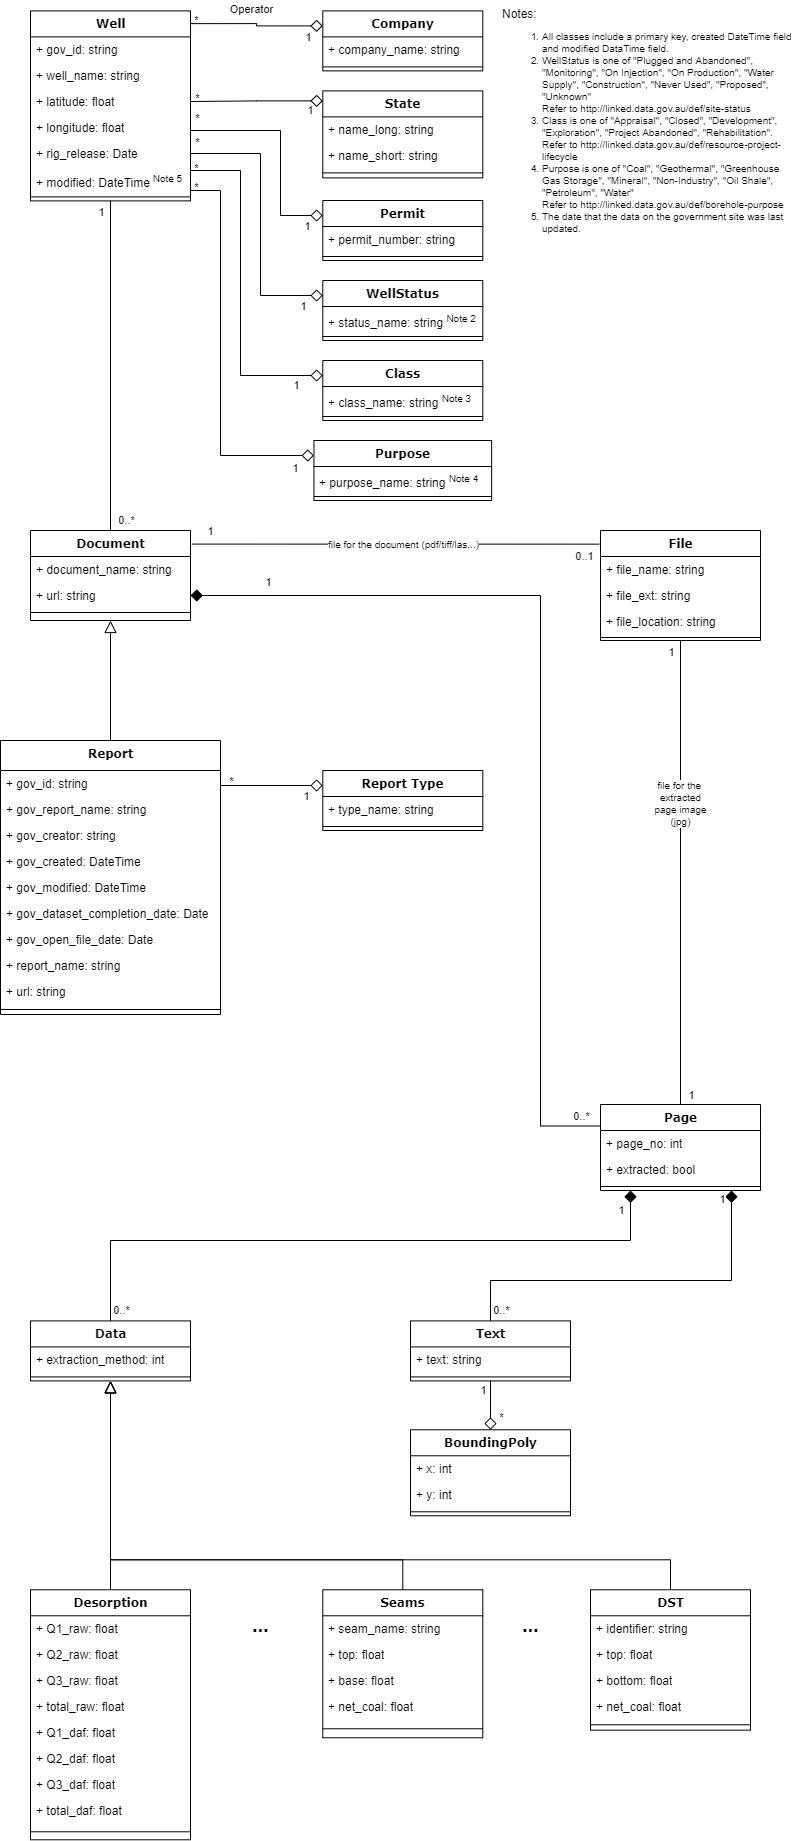 Well
+ gov_id: string
+ well_name: string
+ latitude: float
+ longitude: float
+ rig_release: Date
+ modified: DateTime Note 5
*
Operator
1
Company
+ company_name: string
*
1
State
+ name_long: string
+ name_short: string
*
1
Permit
+ permit_number: string
*
1
WellStatus
+ status_name: string Note 2
*
1
Class
+ class_name: string Note 3
*
1
Purpose
+ purpose_name: string Note 4
Notes:
1. All classes include a primary key, created DateTime field
and modified DataTime field.
2. WellStatus is one of "Plugged and Abandoned",
"Monitoring", "On Injection", "On Production", "Water
Supply", "Construction", "Never Used", "Proposed",
"Unknown"
Refer to http://linked.data.gov.au/def/site-status
3. Class is one of "Appraisal", "Closed", "Development",
"Exploration", "Project Abandoned", "Rehabilitation".
Refer to http://linked.data.gov.au/def/resource-project-
lifecycle
4. Purpose is one of "Coal", "Geothermal", "Greenhouse
Gas Storage", "Mineral", "Non-Industry", "Oil Shale",
"Petroleum", "Water"
Refer to http://linked.data.gov.au/def/borehole-purpose
5. The date that the data on the government site was last
updated.
1
0..*
Document
+ document_name: string
+ url: string
1
file for the document (pdf/tiff/las...)
0..1
1
File
+ file_name: string
+ file_ext: string
+ file_location: string
1
file for the
extracted
page image
(jpg)
1
Report
+ gov_id: string
+ gov_report_name: string
+ gov_creator: string
+ gov_created: DateTime
+ gov_modified: DateTime
+ gov_dataset_completion_date: Date
+ gov_open_file_date: Date
+ report_name: string
+ url: string
*
1
Report Type
+ type_name: string
0..*
Page
+ page_no: int
+ extracted: bool
1
1
0..*
Data
+ extraction_method: int
0..*
Text
+ text: string
1
*
BoundingPoly
+ x: int
+ y: int
Desorption
+ Q1_raw: float
+ Q2_raw: float
+ Q3_raw: float
+ total_raw: float
+ Q1_daf: float
+ Q2_daf: float
+ Q3_daf: float
+ total_daf: float
...
Seams
+ seam_name: string
+ top: float
+ base: float
+ net_coal: float
...
DST
+ identifier: string
+ top: float
+ bottom: float
+ net_coal: float